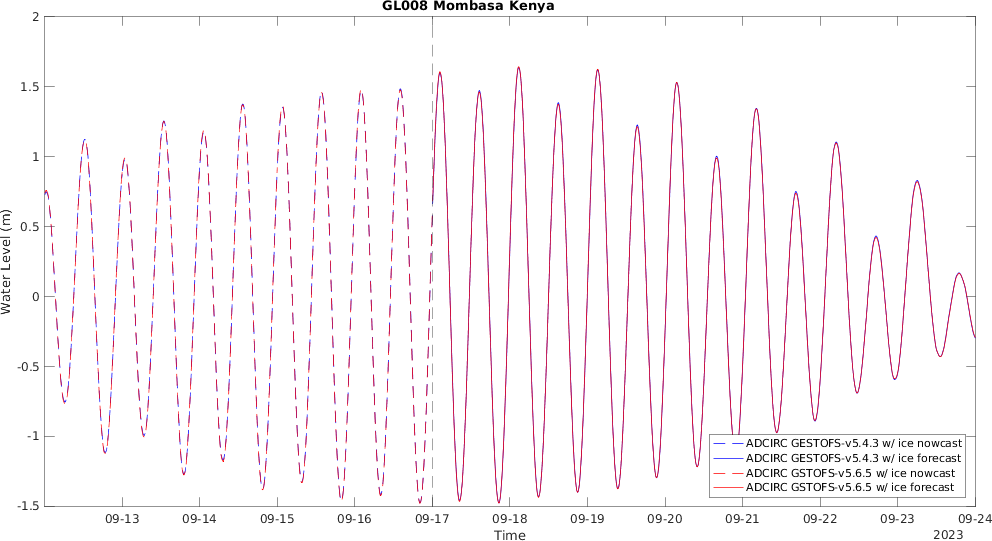 GL008 Mombasa Kenya
2
1.5
1
0.5
0
-0.5
-1
-1.5
Water Level (m)
09-13 09-14 09-15 09-16 09-17 09-18 09-19 09-20 09-21 09-22 09-23 09-24
Time
2023
ADCIRC GESTOFS-v5.4.3 w/ ice nowcast
ADCIRC GESTOFS-v5.4.3 w/ ice forecast
ADCIRC GSTOFS-v5.6.5 w/ ice nowcast
ADCIRC GSTOFS-v5.6.5 w/ ice forecast